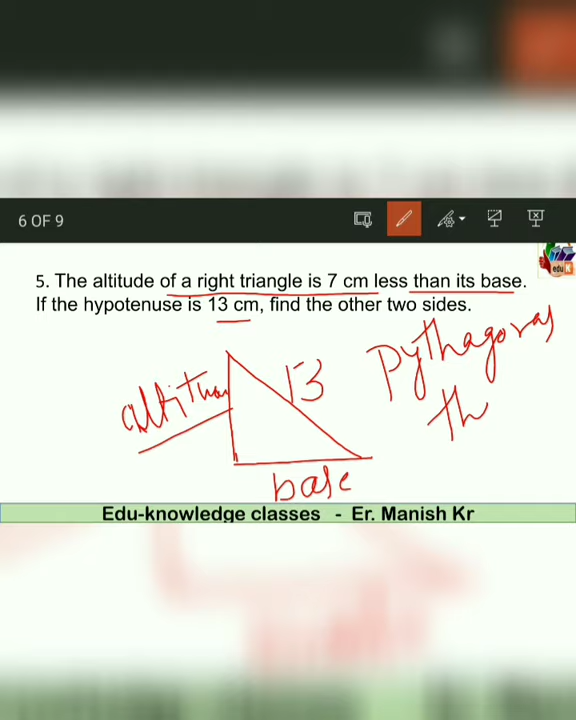 6 OF 9
eduK
5. The altitude of a right triangle is 7 cm less than its base.
If the hypotenuse is 13 cm, find the other two sides.
13
Pythagoras
th
base
Edu-knowledge classes - Er. Manish Kr